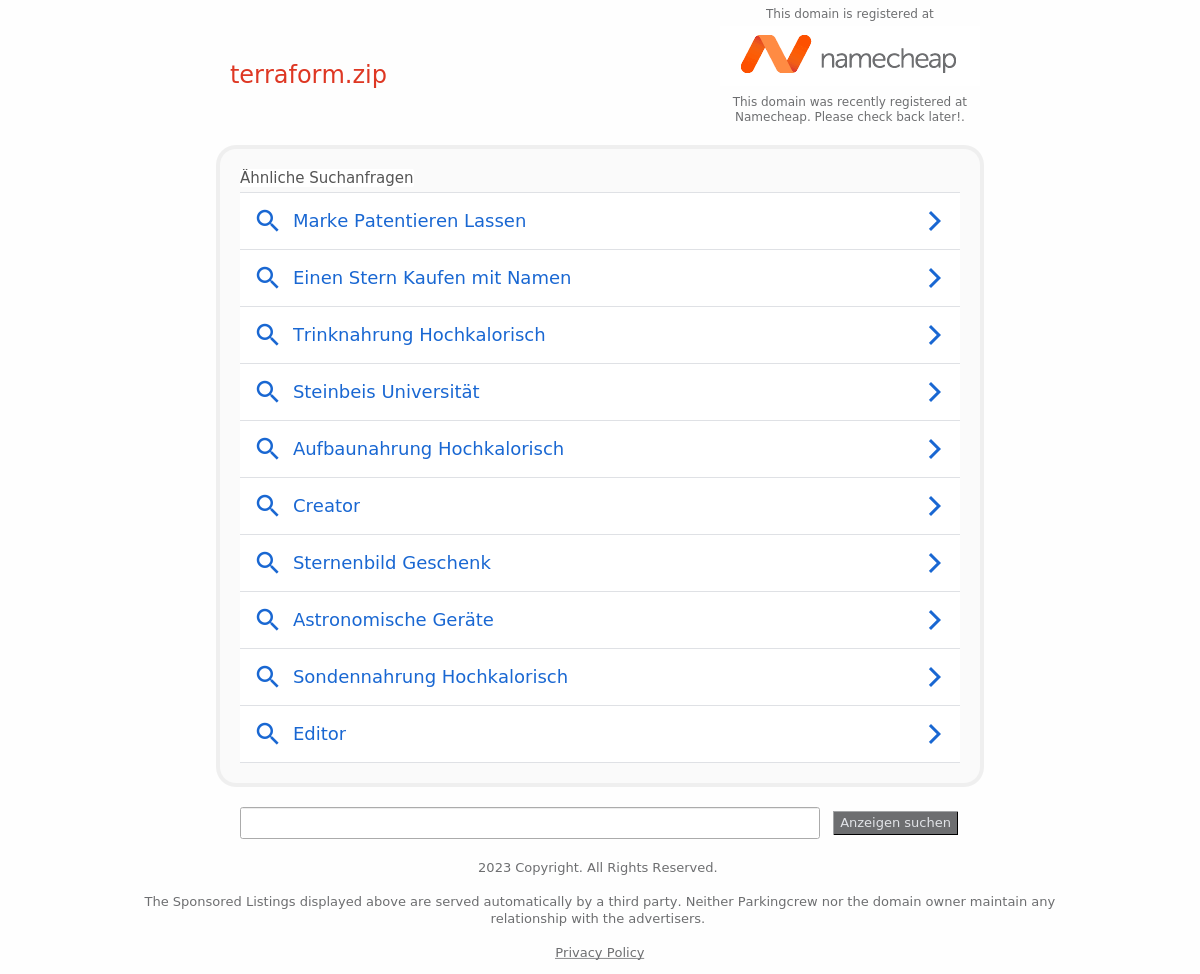 This domain is registered at
namecheap
terraform.zip
This domain was recently registered at
Namecheap. Please check back later!.
Ähnliche Suchanfragen
Marke Patentieren Lassen
Einen Stern Kaufen mit Namen
Trinknahrung Hochkalorisch
Steinbeis Universität
Aufbaunahrung Hochkalorisch
Creator
Sternenbild Geschenk
Astronomische Geräte
Sondennahrung Hochkalorisch
Editor
Anzeigen suchen
2023 Copyright. All Rights Reserved.
The Sponsored Listings displayed above are served automatically by a third party. Neither Parkingcrew nor the domain owner maintain any
relationship with the advertisers.
Privacy Policy